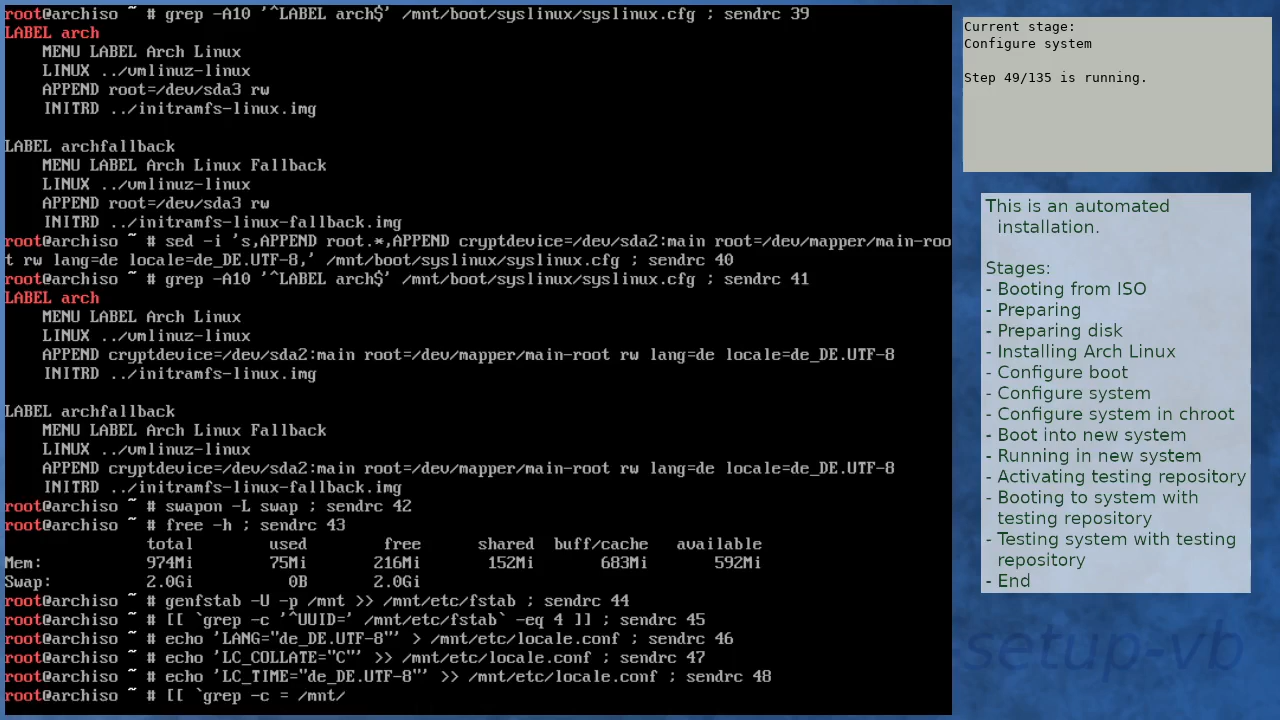 root@archiso ~ # grep -A10 '^LABEL arch$' /mnt/boot/syslinux/syslinux.cfg ; sendrc 39
LABEL arch
    MENU LABEL Arch Linux
    LINUX ../vmlinuz-linux
    APPEND root=/dev/sda3 rw
    INITRD ../initramfs-linux.img

LABEL archfallback
    MENU LABEL Arch Linux Fallback
    LINUX ../vmlinuz-linux
    APPEND root=/dev/sda3 rw
    INITRD ../initramfs-linux-fallback.img
root@archiso ~ # sed -i 's,APPEND root.*,APPEND cryptdevice=/dev/sda2:main root=/dev/mapper/main-roo
t rw lang=de locale=de_DE.UTF-8,' /mnt/boot/syslinux/syslinux.cfg ; sendrc 40
root@archiso ~ # grep -A10 '^LABEL arch$' /mnt/boot/syslinux/syslinux.cfg ; sendrc 41
LABEL arch
    MENU LABEL Arch Linux
    LINUX ../vmlinuz-linux
    APPEND cryptdevice=/dev/sda2:main root=/dev/mapper/main-root rw lang=de locale=de_DE.UTF-8
    INITRD ../initramfs-linux.img

LABEL archfallback
    MENU LABEL Arch Linux Fallback
    LINUX ../vmlinuz-linux
    APPEND cryptdevice=/dev/sda2:main root=/dev/mapper/main-root rw lang=de locale=de_DE.UTF-8
    INITRD ../initramfs-linux-fallback.img
root@archiso ~ # swapon -L swap ; sendrc 42
root@archiso ~ # free -h ; sendrc 43
               total        used        free      shared  buff/cache   available
Mem:           974Mi        75Mi       216Mi       152Mi       683Mi       592Mi
Swap:          2.0Gi          0B       2.0Gi
root@archiso ~ # genfstab -U -p /mnt >> /mnt/etc/fstab ; sendrc 44
root@archiso ~ # [[ `grep -c '^UUID=' /mnt/etc/fstab` -eq 4 ]] ; sendrc 45
root@archiso ~ # echo 'LANG="de_DE.UTF-8"' > /mnt/etc/locale.conf ; sendrc 46
root@archiso ~ # echo 'LC_COLLATE="C"' >> /mnt/etc/locale.conf ; sendrc 47
root@archiso ~ # echo 'LC_TIME="de_DE.UTF-8"' >> /mnt/etc/locale.conf ; sendrc 48
root@archiso ~ # [[ `grep -c = /mnt/
Current stage:
Configure system

Step 49/135 is running.
This is an automated
installation.

Stages:
- Booting from ISO
- Preparing
- Preparing disk
- Installing Arch Linux
- Configure boot
- Configure system
- Configure system in chroot
- Boot into new system
- Running in new system
- Activating testing repository
- Booting to system with
testing repository
- Testing system with testing
repository
- End
setup-vb